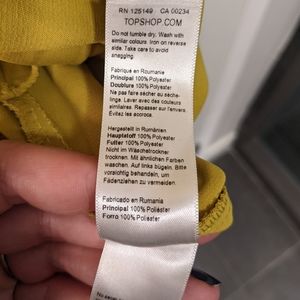 RN 125149 CA 00234
TOPSHOP.COM
Do not tumble dry. Wash with
similar colours. Iron on reverse
side. Take care to avoid
snagging.
Fabriqué en Roumanie
Principal 100% Polyester
Doublure 100% Polyester
Ne pas faire sécher au sèche-
linge. Laver avec des couleurs
similaires. Repasser sur l'envers.
Évitez les accrocs.
Hergestellt in Rumänien
Hauptstoff 100% Polyester
Futter 100% Polyester
Nicht im Wäschetrockner
trocknen. Mit ähnlichen Farben
waschen. Auf links bügeln. Bitte
vorsichtig behandeln, um
Fadenziehen zu vermeiden.
Fabricado en Rumanía
Principal 100% Poliéster
Forro 100% Poliéster